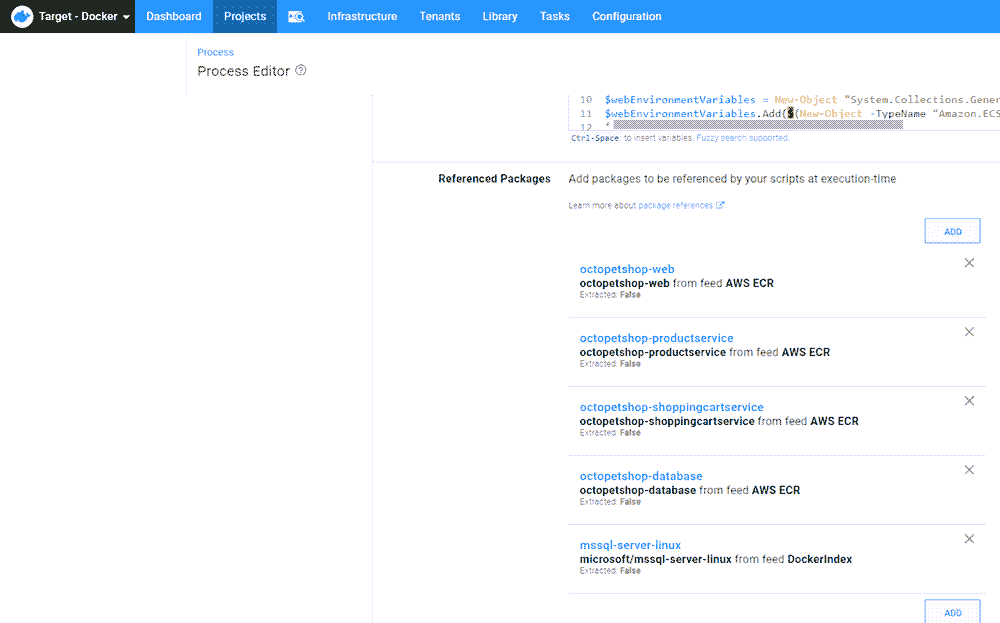 Target - Docker Dashboard Projects Infrastructure Tenants Library Tasks Configuration
Process
Process Editor
10 $webEnvironmentVariables = New-Object "System.Collections.Gener
11 $webEnvironmentVariables.Add($(New-Object -TypeName "Amazon.ECS
12
Ctrl-Space to insert variables. Fuzzy search supported.
Referenced Packages Add packages to be referenced by your scripts at execution-time
Learn more about package references
ADD
octopetshop-web
octopetshop-web from feed AWS ECR
Extracted: False
octopetshop-productservice
octopetshop-productservice from feed AWS ECR
Extracted: False
octopetshop-shoppingcartservice
octopetshop-shoppingcartservice from feed AWS ECR
Extracted: False
octopetshop-database
octopetshop-database from feed AWS ECR
Extracted: False
mssql-server-linux
microsoft/mssql-server-linux from feed DockerIndex
Extracted: False
ADD